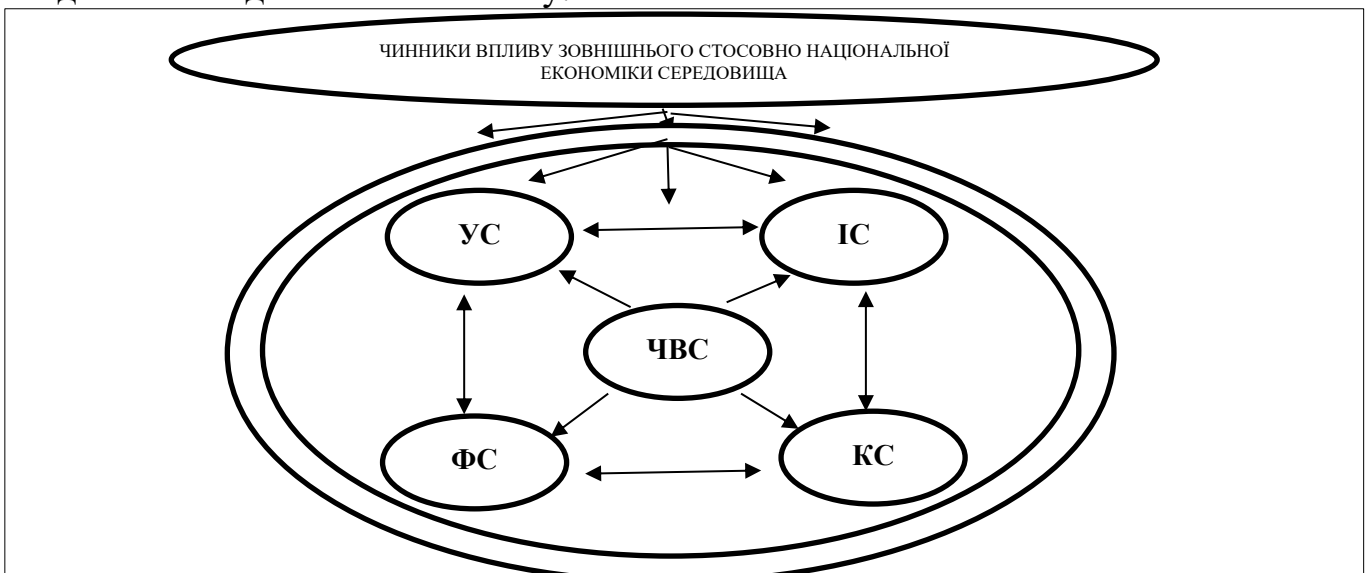 ЧИННИКИ ВПЛИВУ ЗОВНІШНЬОГО СТОСОВНО НАЦІОНАЛЬНОЇ
ЕКОНОМІКИ СЕРЕДОВИЩА
УС
ІС
ЧВС
ФС
КС